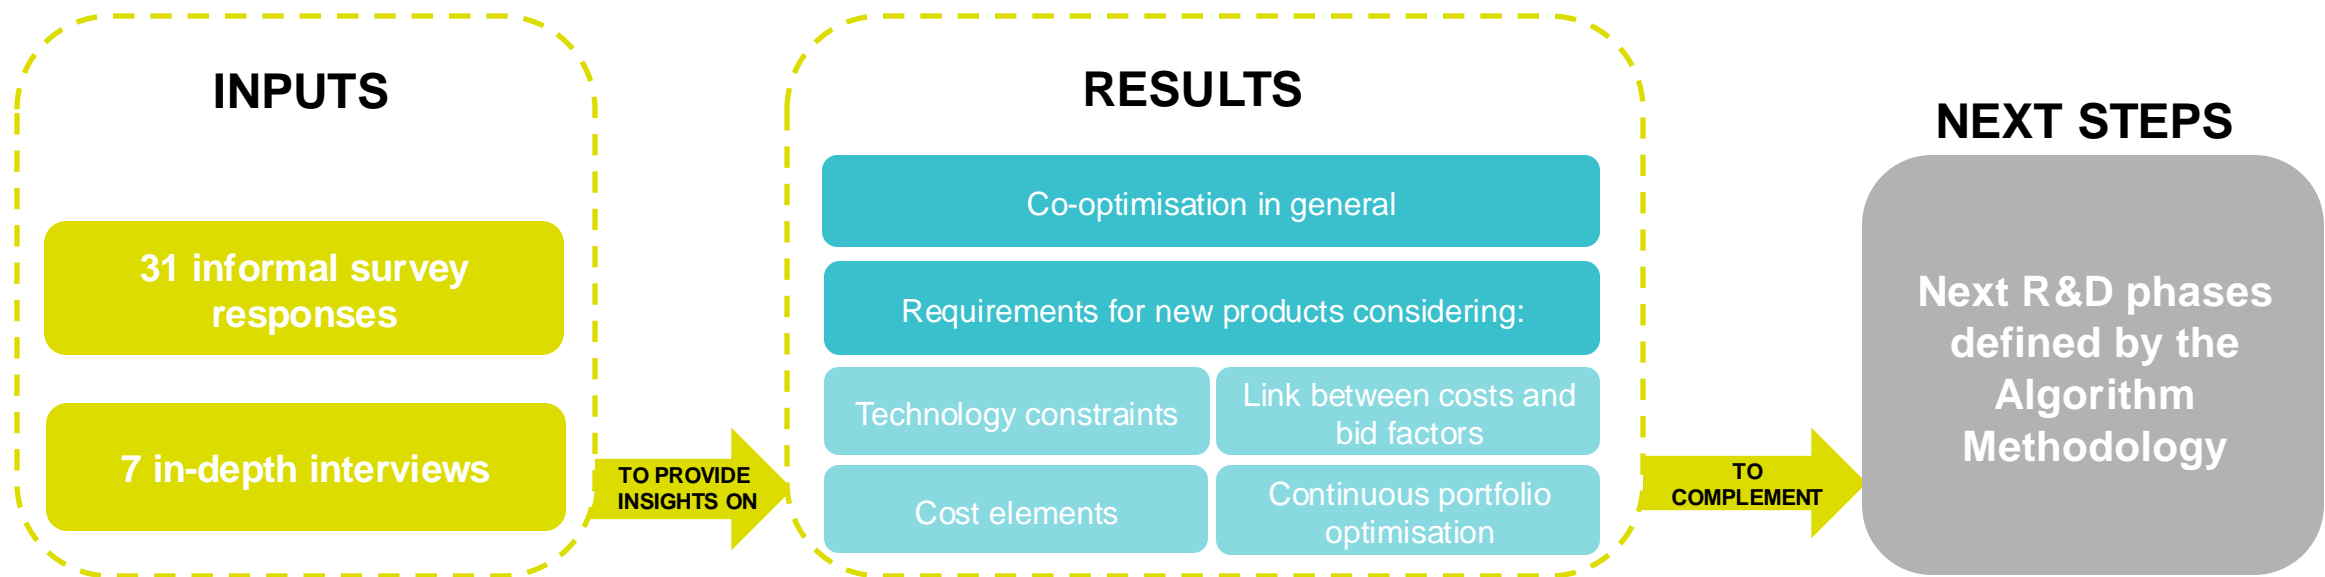 INPUTS
31 informal survey
responses
7 in-depth interviews
TO PROVIDE
INSIGHTS ON
RESULTS
Co-optimisation in general
Requirements for new products considering:
Technology constraints
Link between costs and
bid factors
Cost elements
Continuous portfolio
optimisation
TO
COMPLEMENT
NEXT STEPS
Next R&D phases
defined by the
Algorithm
Methodology